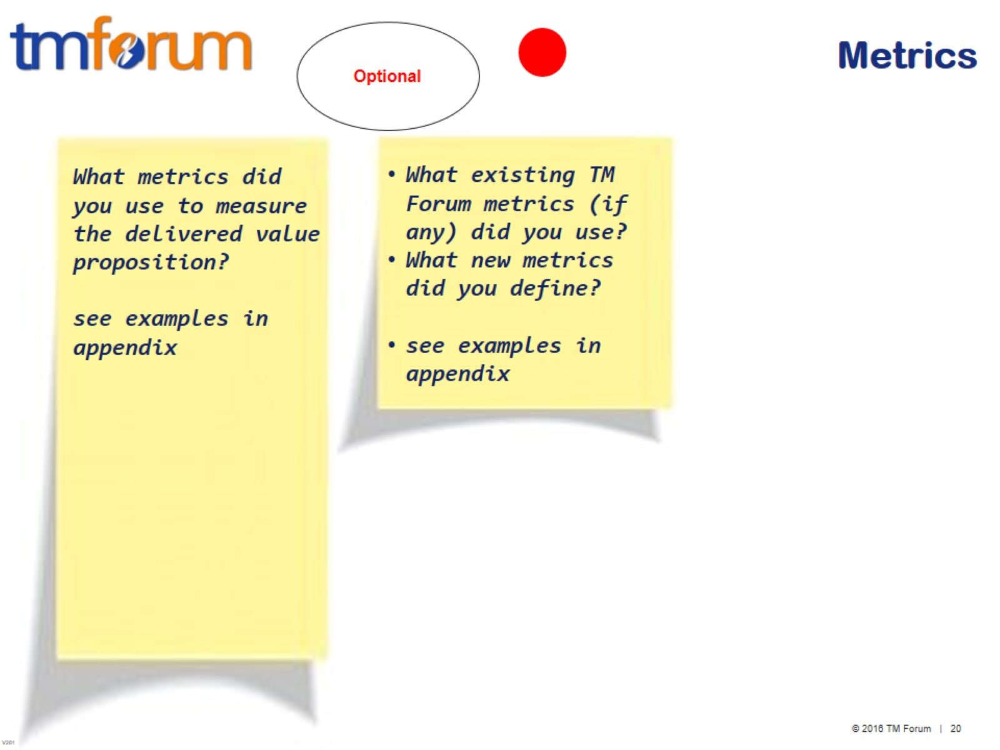 tmforum
Optional
Metrics
What metrics did
you use to measure
the delivered value
proposition?
see examples in
appendix
• What existing TM
Forum metrics (if
any) did you use?
• What new metrics
did you define?
• see examples in
appendix
© 2016 TM Forum | 20